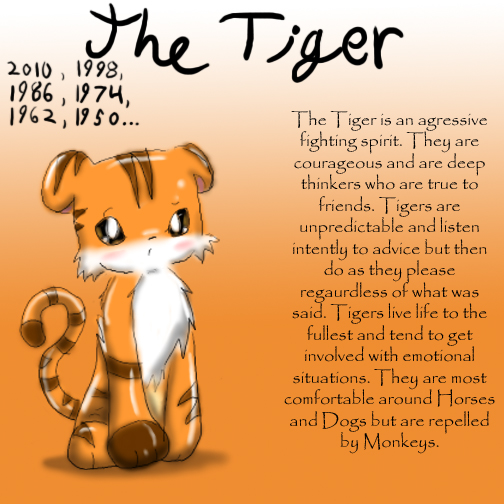 The Tiger
2010, 1998,
1986, 1974,
1962, 1950...
The Tiger is an agressive
fighting spirit. They are
courageous and are deep
thinkers who are true to
friends. Tigers are
unpredictable and listen
intently to advice but then
do as they please
regaurdless of what was
said. Tigers live life to the
fullest and tend to get
involved with emotional
situations. They are most
comfortable around Horses
and Dogs but are repelled
by Monkeys.